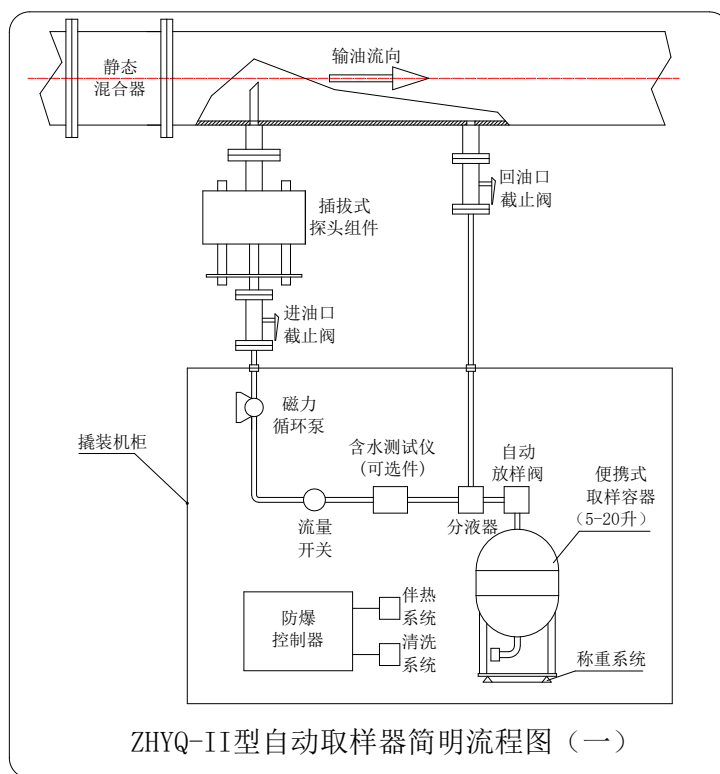 静态
混合器
输油流向
回油口
截止阀
插拔式
探头组件
进油口
截止阀
磁力
循环泵
撬装机柜
含水测试仪
(可选件)
自动
放样阀
便携式
取样容器
（5-20升）
流量
开关
分液器
防爆
控制器
伴热
系统
清洗
系统
称重系统
ZHYQ-II型自动取样器简明流程图（一）